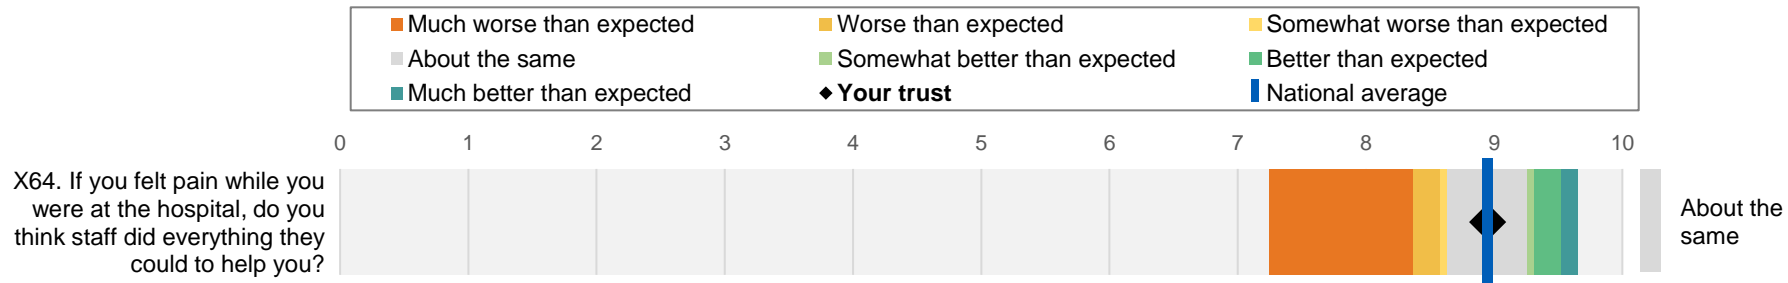 Much worse than expected Worse than expected Somewhat worse than expected
About the same Somewhat better than expected Better than expected
Much better than expected Your trust National average
0 1 2 3 4 5 6 7 8 9 10
X64. If you felt pain while you
were at the hospital, do you
think staff did everything they
could to help you?
About the
same